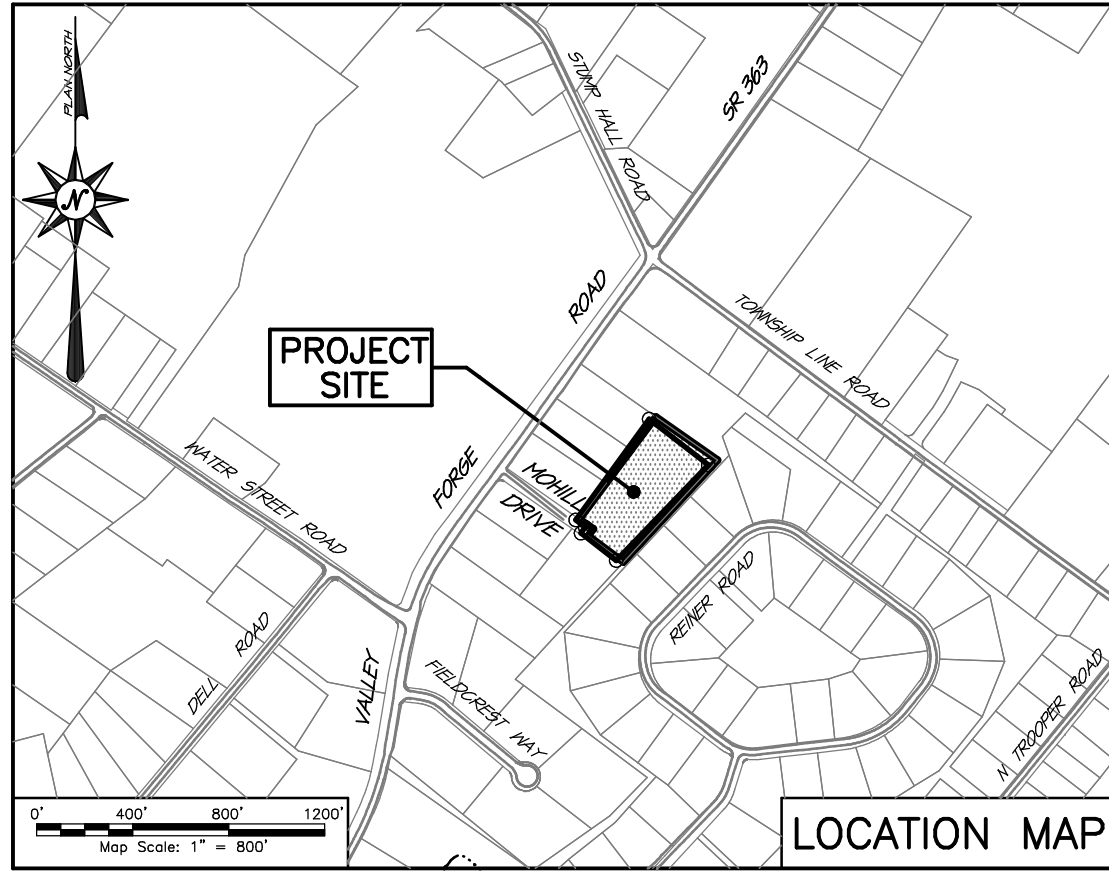 PLAN NORTH
N
STUMP HALL ROAD
SR 363
ROAD
TOWNSHIP LINE ROAD
PROJECT
SITE
WATER STREET ROAD
FORGE
MOHILL
DRIVE
REINER ROAD
ROAD
DELL
VALLEY
FIELDCREST WAY
N TROOPER ROAD
0' 400' 800' 1200'
Map Scale: 1" = 800'
LOCATION MAP